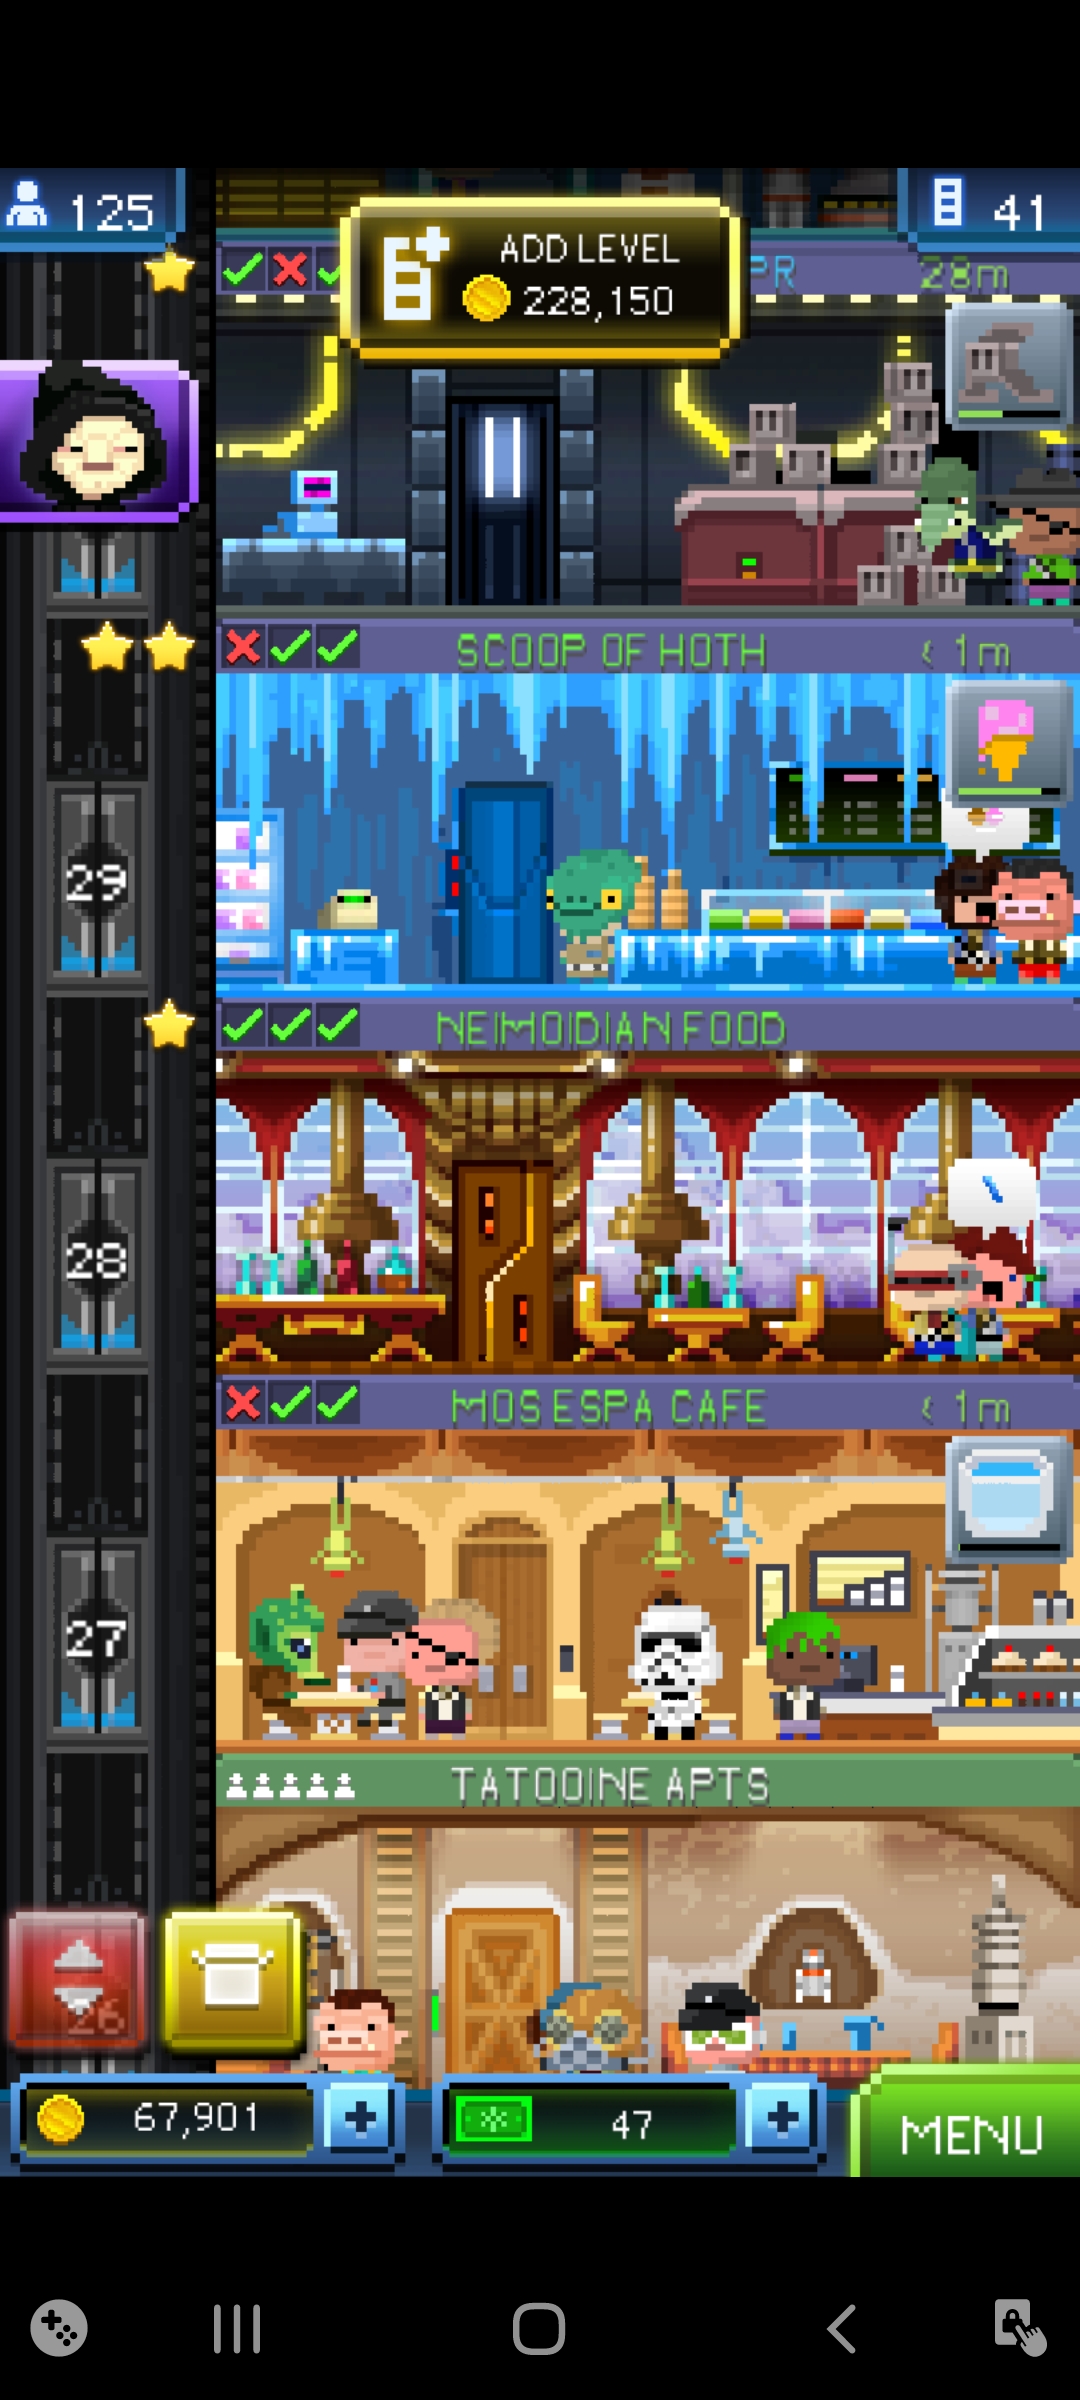 125
41
ADD LEVEL
228,150
PR
28m
SCOOP OF HOTH
< 1m
29
NEIMOIDIAN FOOD
28
MOS ESPA CAFE
< 1m
27
TATOOINE APTS
26
67,901
47
MENU